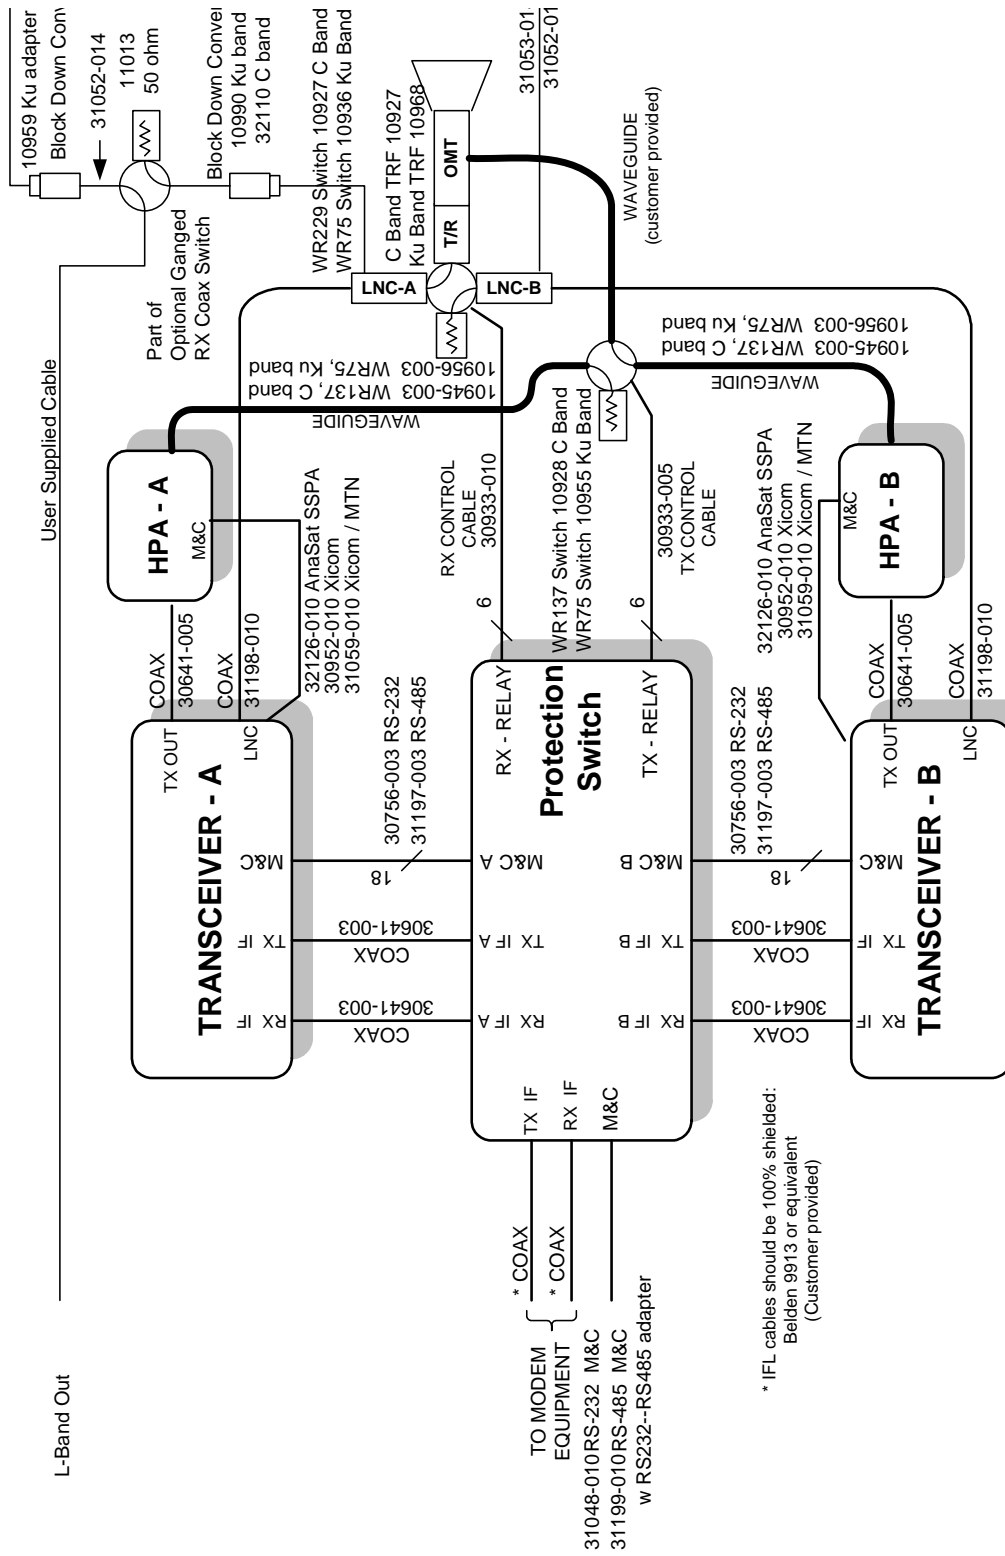 L-Band Out
User Supplied Cable
10959 Ku adapter
Block Down Conv
31052-014
11013
50 ohm
Block Down Conver
10990 Ku band
32110 C band
Part of
Optional Ganged
RX Coax Switch
WR229 Switch 10927 C Band
WR75 Switch 10936 Ku Band
C Band TRF 10927
Ku Band TRF 10968
31053-01
31052-01
LNC-A
T/R
OMT
LNC-B
WAVEGUIDE
(customer provided)
HPA - A
M&C
WAVEGUIDE
10945-003 WR137, C band
10956-003 WR75, Ku band
WAVEGUIDE
10945-003 WR137, C band
10956-003 WR75, Ku band
COAX
30641-005
COAX
31198-010
32126-010 AnaSat SSPA
30952-010 Xicom
31059-010 Xicom / MTN
RX CONTROL
CABLE
30933-010
6
WR137 Switch 10928 C Band
WR75 Switch 10955 Ku Band
30933-005
TX CONTROL
CABLE
6
32126-010 AnaSat SSPA
30952-010 Xicom
31059-010 Xicom / MTN
HPA - B
M&C
COAX
30641-005
COAX
31198-010
TRANSCEIVER - A
TX OUT
LNC
M&C
TX IF
RX IF
30756-003 RS-232
31197-003 RS-485
18
30641-003
COAX
30641-003
COAX
Protection
Switch
RX - RELAY
TX - RELAY
M&C A
TX IF A
RX IF A
M&C B
TX IF B
RX IF B
TX IF
RX IF
M&C
30756-003 RS-232
31197-003 RS-485
18
30641-003
COAX
30641-003
COAX
TRANSCEIVER - B
TX OUT
LNC
M&C
TX IF
RX IF
* COAX
* COAX
TO MODEM
EQUIPMENT
31048-010RS-232 M&C
31199-010RS-485 M&C
w RS232--RS485 adapter
* IFL cables should be 100% shielded:
Belden 9913 or equivalent
(Customer provided)